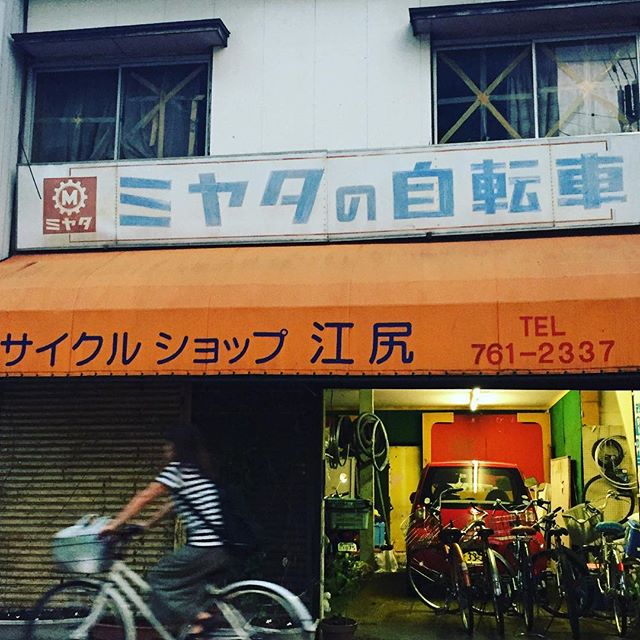 M
ミヤタ
ミヤタの自転車
サイクルショップ 江尻
TEL
761-2337